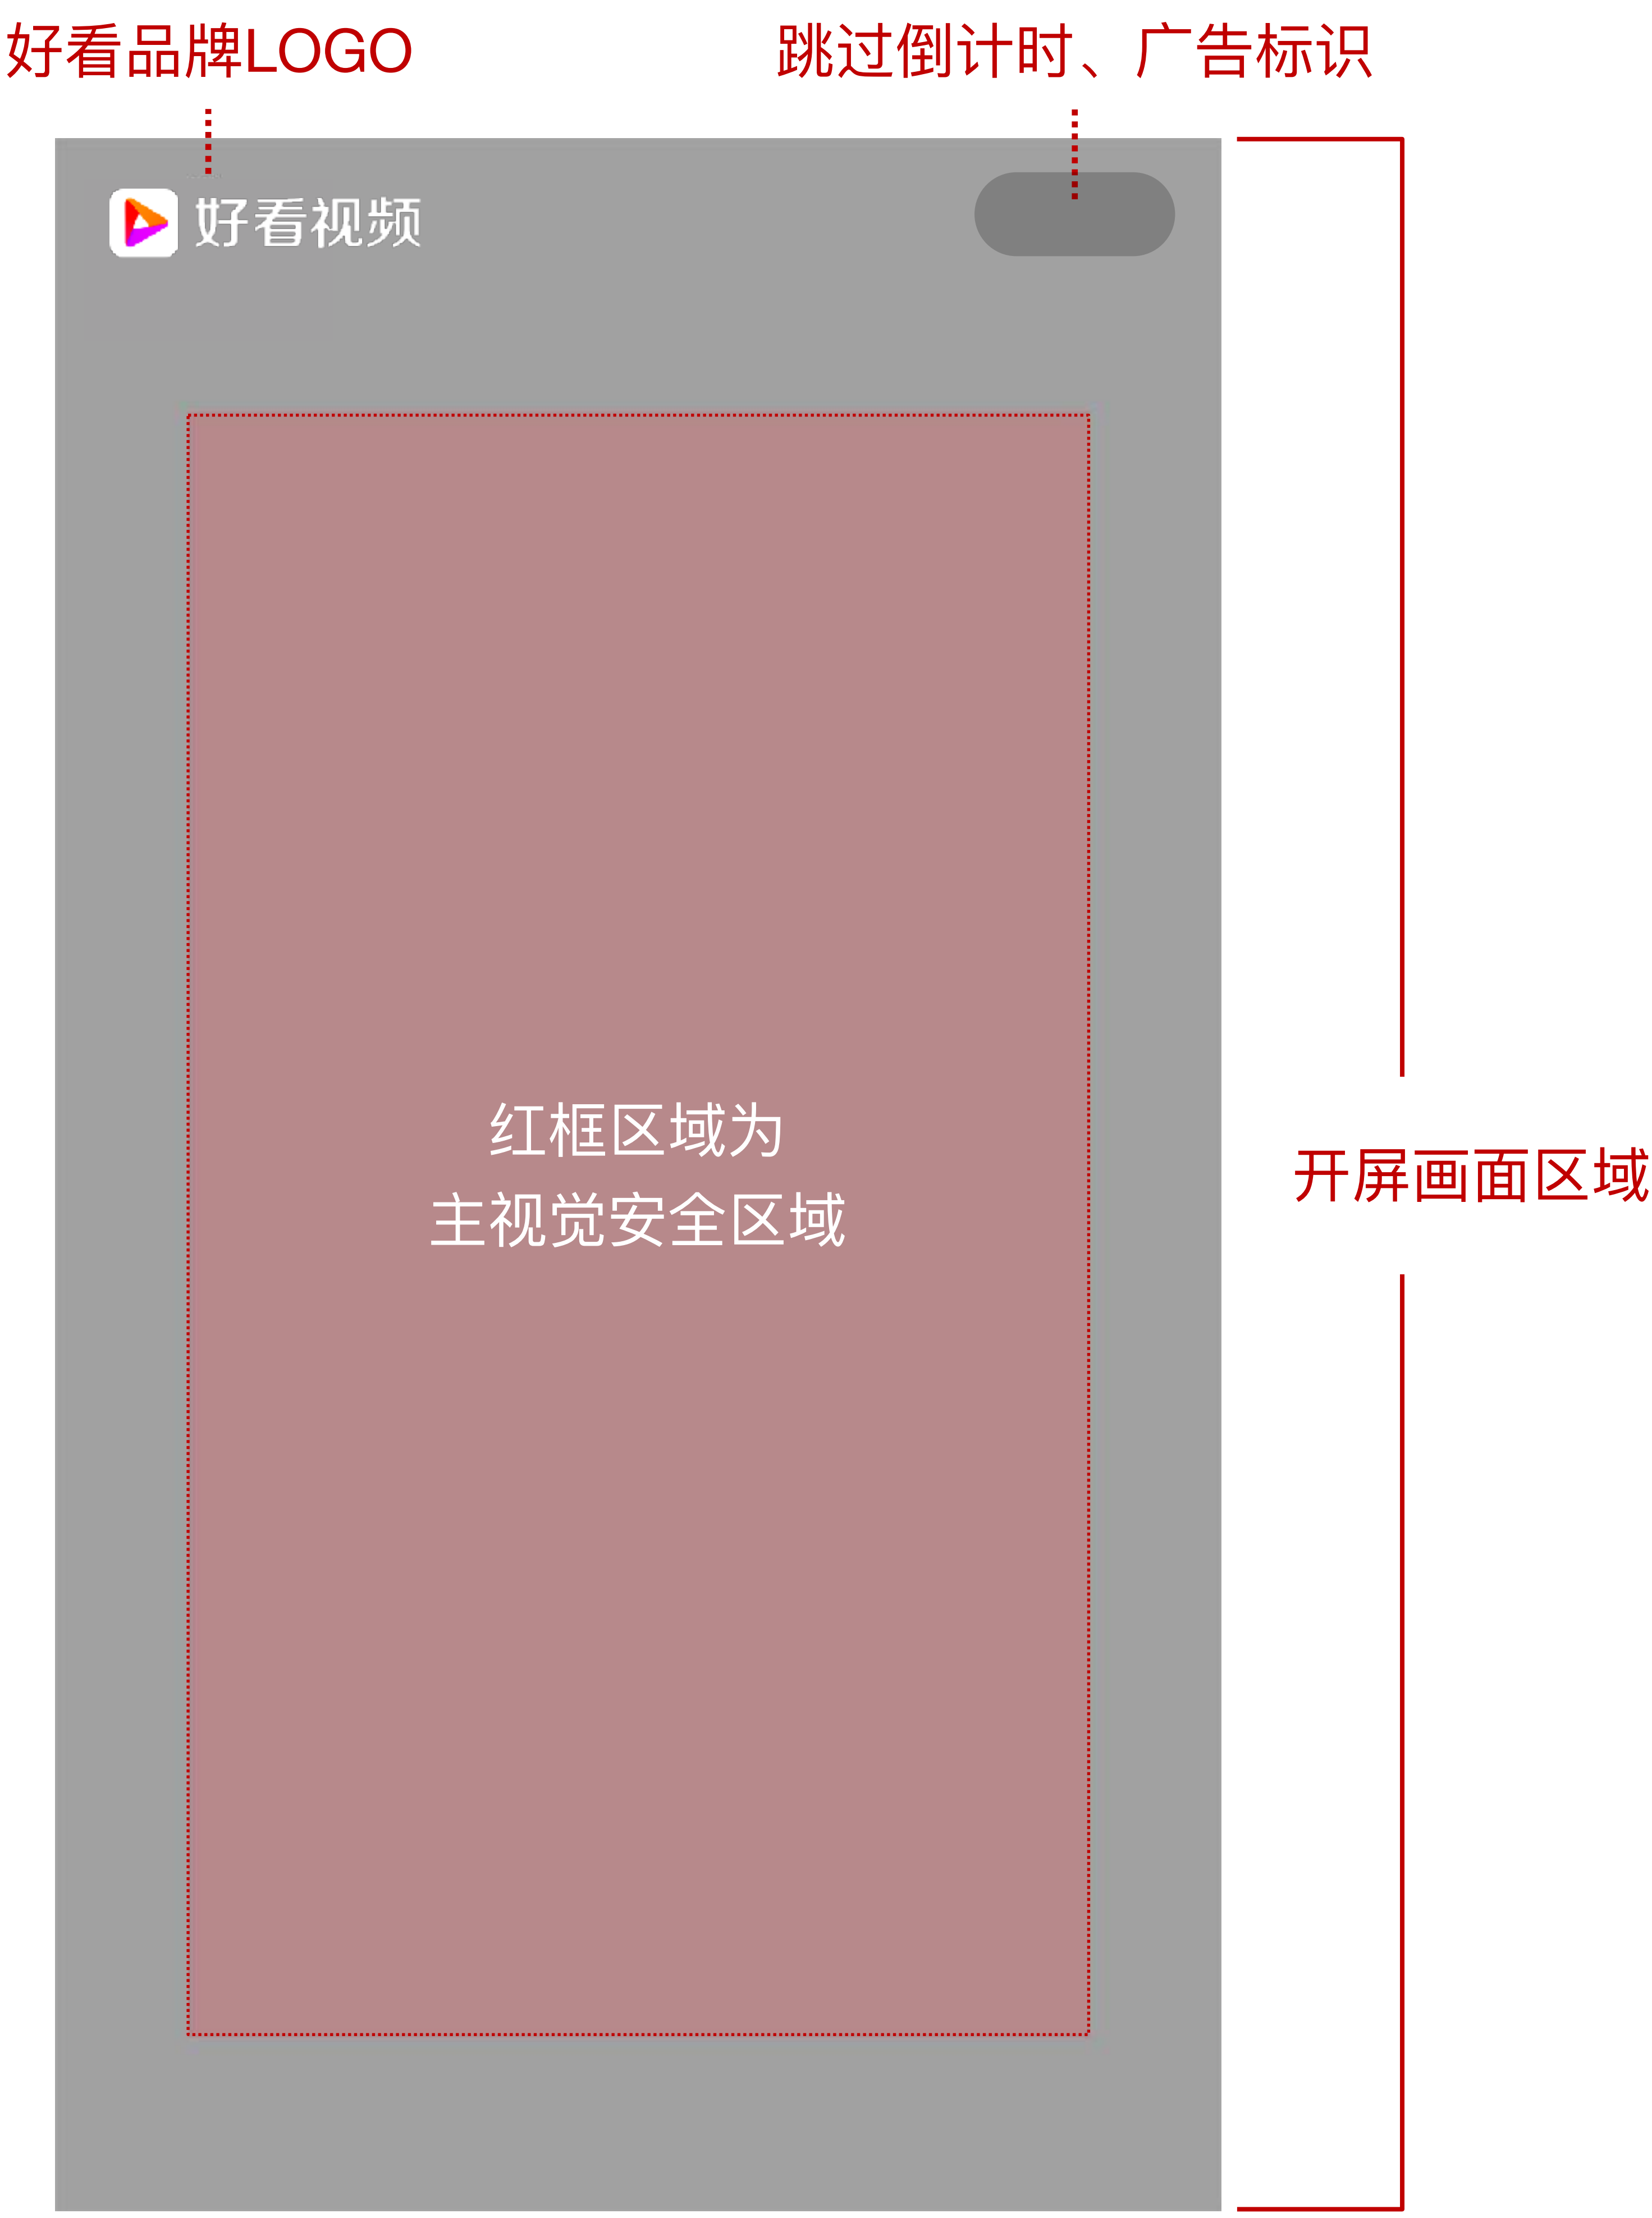 好看品牌LOGO
跳过倒计时、广告标识
好看视频
红框区域为
主视觉安全区域
开屏画面区域